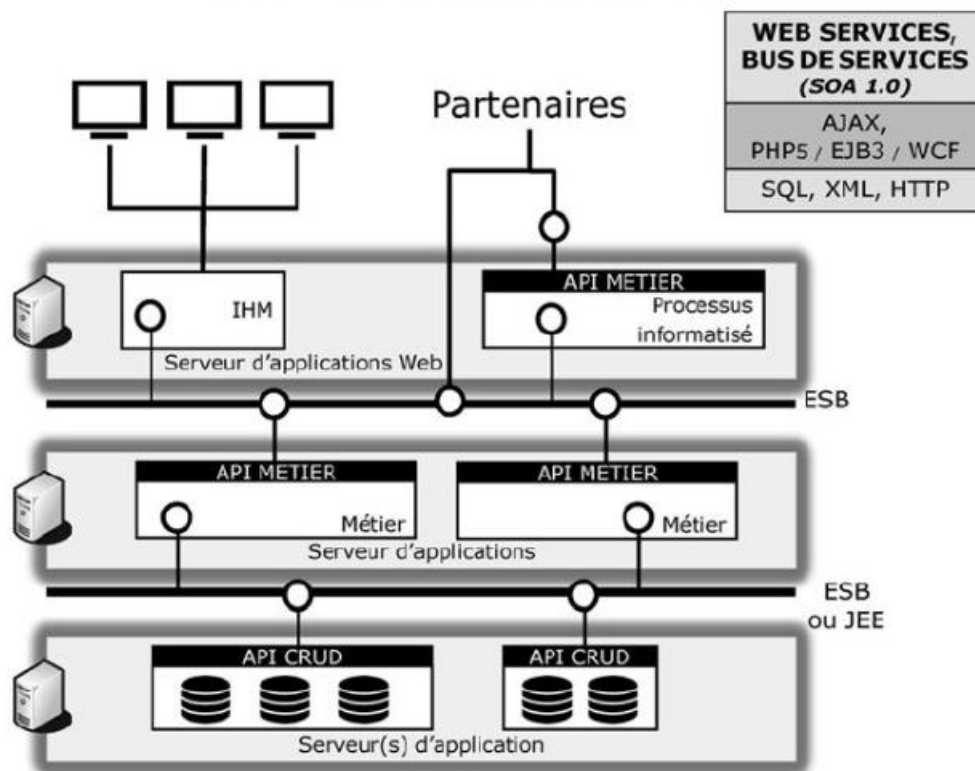 WEB SERVICES,
BUS DE SERVICES
(SOA 1.0)
AJAX,
PHP5 / EJB3 / WCF
SQL, XML, HTTP
Partenaires
IHM
API METIER
Processus
informatisé
Serveur d'applications Web
ESB
API METIER
Métier
API METIER
Métier
Serveur d'applications
ESB
ou JEE
API CRUD
API CRUD
Serveur(s) d'application